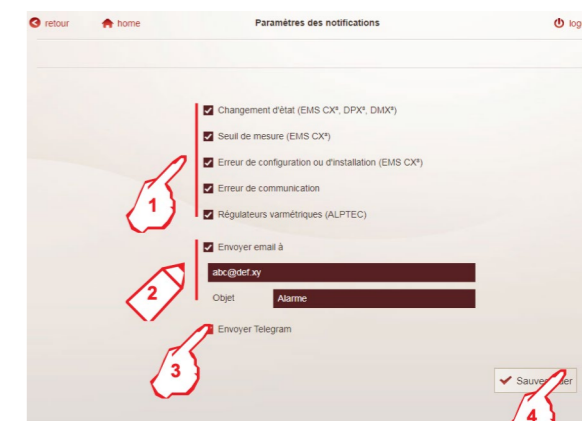 retour home Paramètres des notifications log
Changement d'état (EMS CX³, DPX³, DMX³)
Seuil de mesure (EMS CX³)
Erreur de configuration ou d'installation (EMS CX³)
Erreur de communication
1
Régulateurs varmétriques (ALPTEC)
Envoyer email à
abc@def.xy
2
Objet Alarme
Envoyer Telegram
3
4